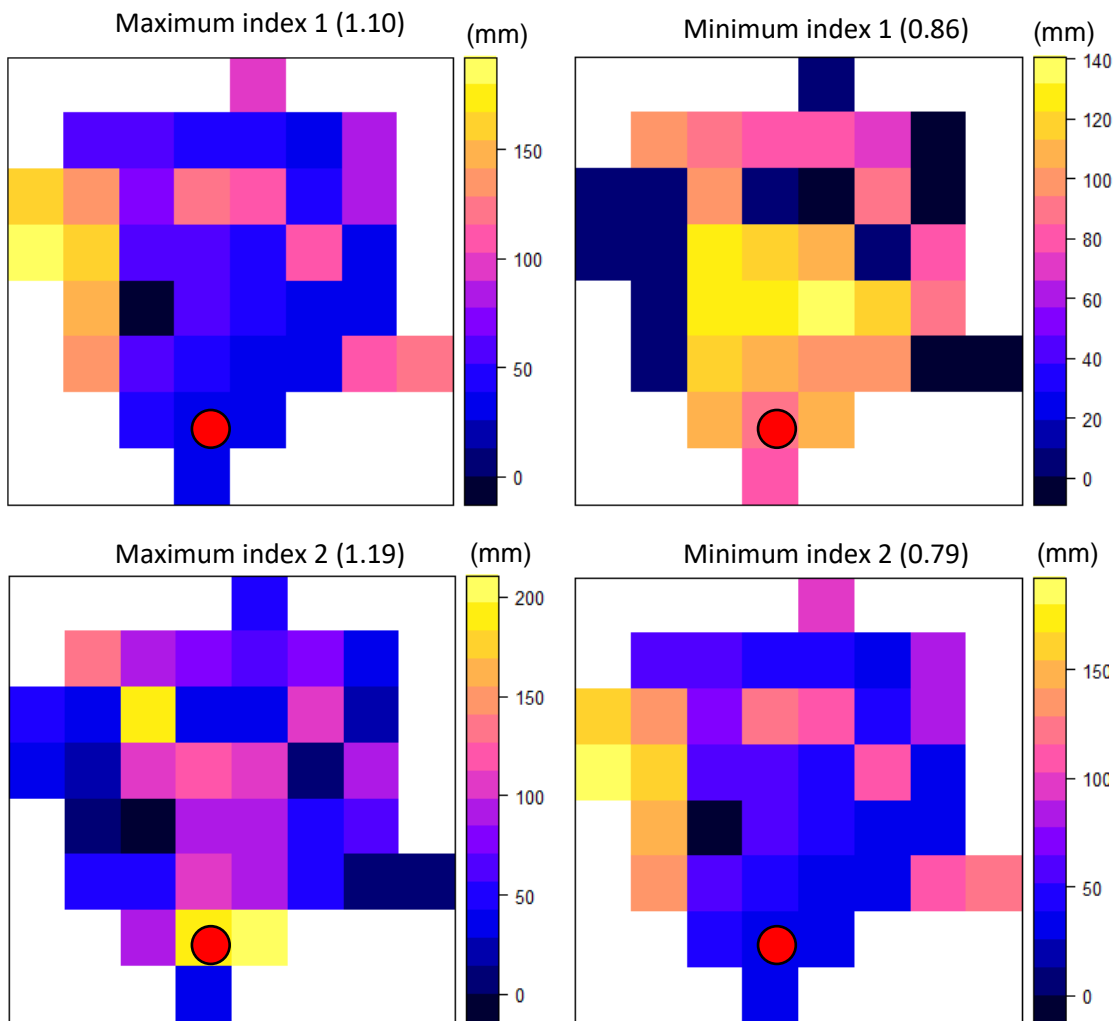 Maximum index 1 (1.10)
(mm)
150
100
50
0
Minimum index 1 (0.86)
(mm)
140
120
100
80
60
40
20
0
Maximum index 2 (1.19)
(mm)
200
150
100
50
0
Minimum index 2 (0.79)
(mm)
150
100
50
0